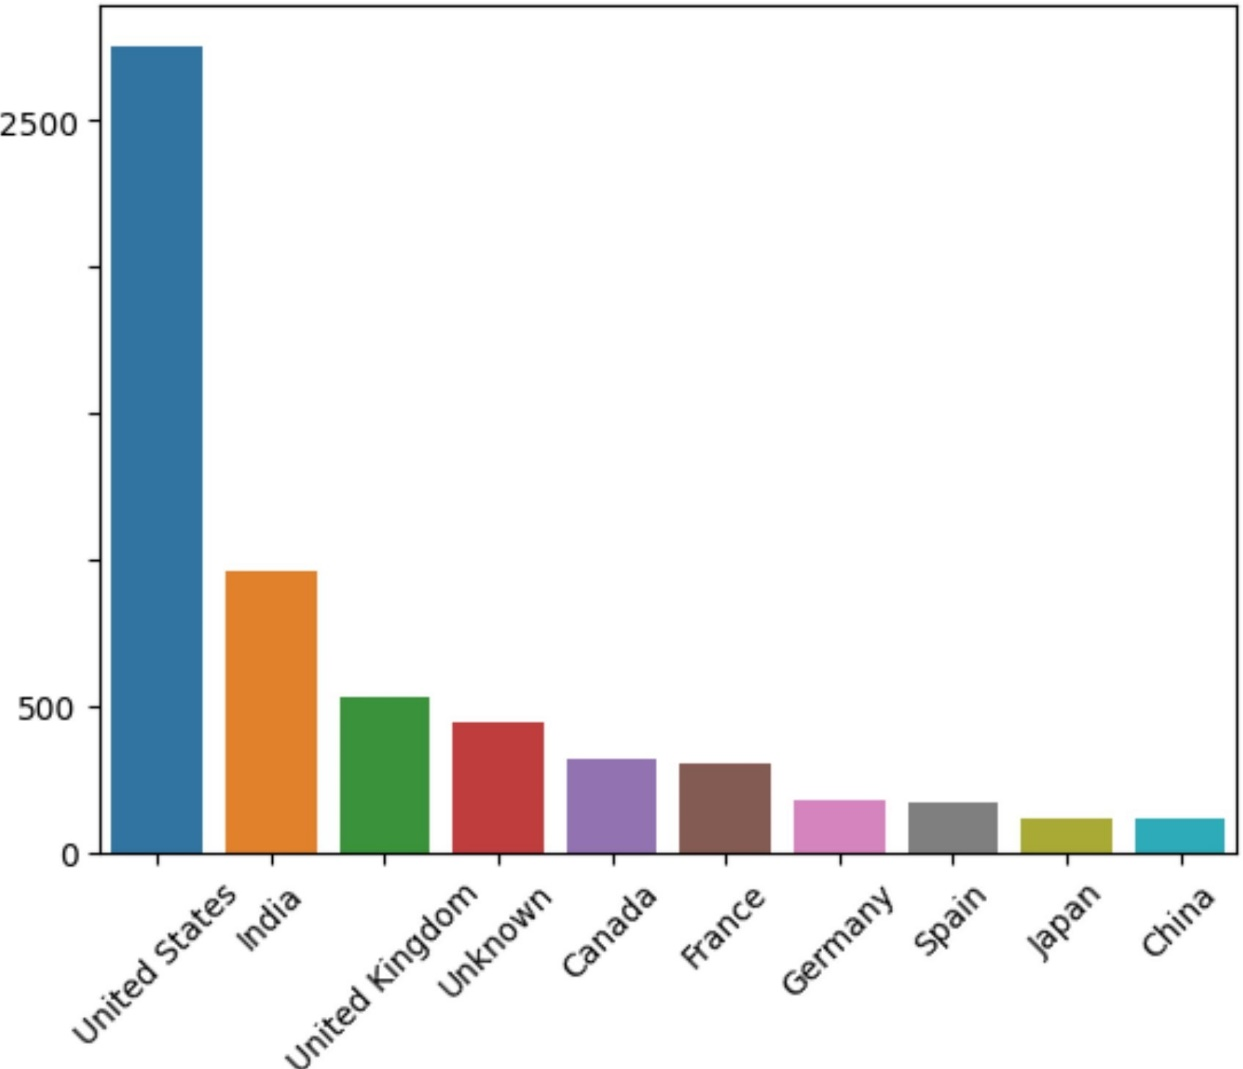 2500
500
0
United States
India
United Kingdom
Unknown
Canada
France
Germany
Spain
Japan
China